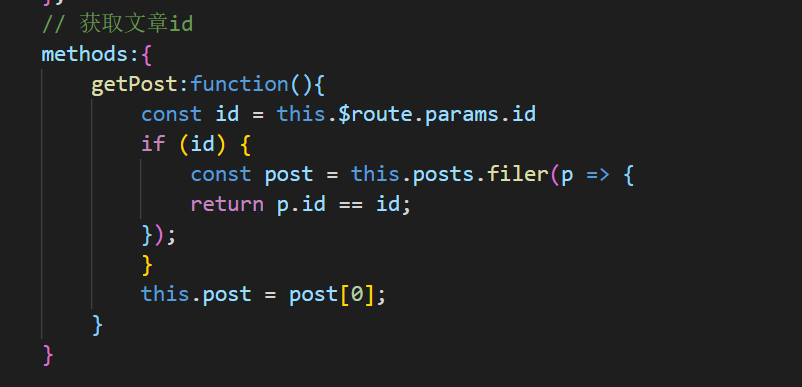 };
// 获取文章id
methods:{
getPost:function(){
const id = this.$route.params.id
if (id) {
const post = this.posts.filer(p => {
return p.id == id;
});
}
this.post = post[0];
}
}